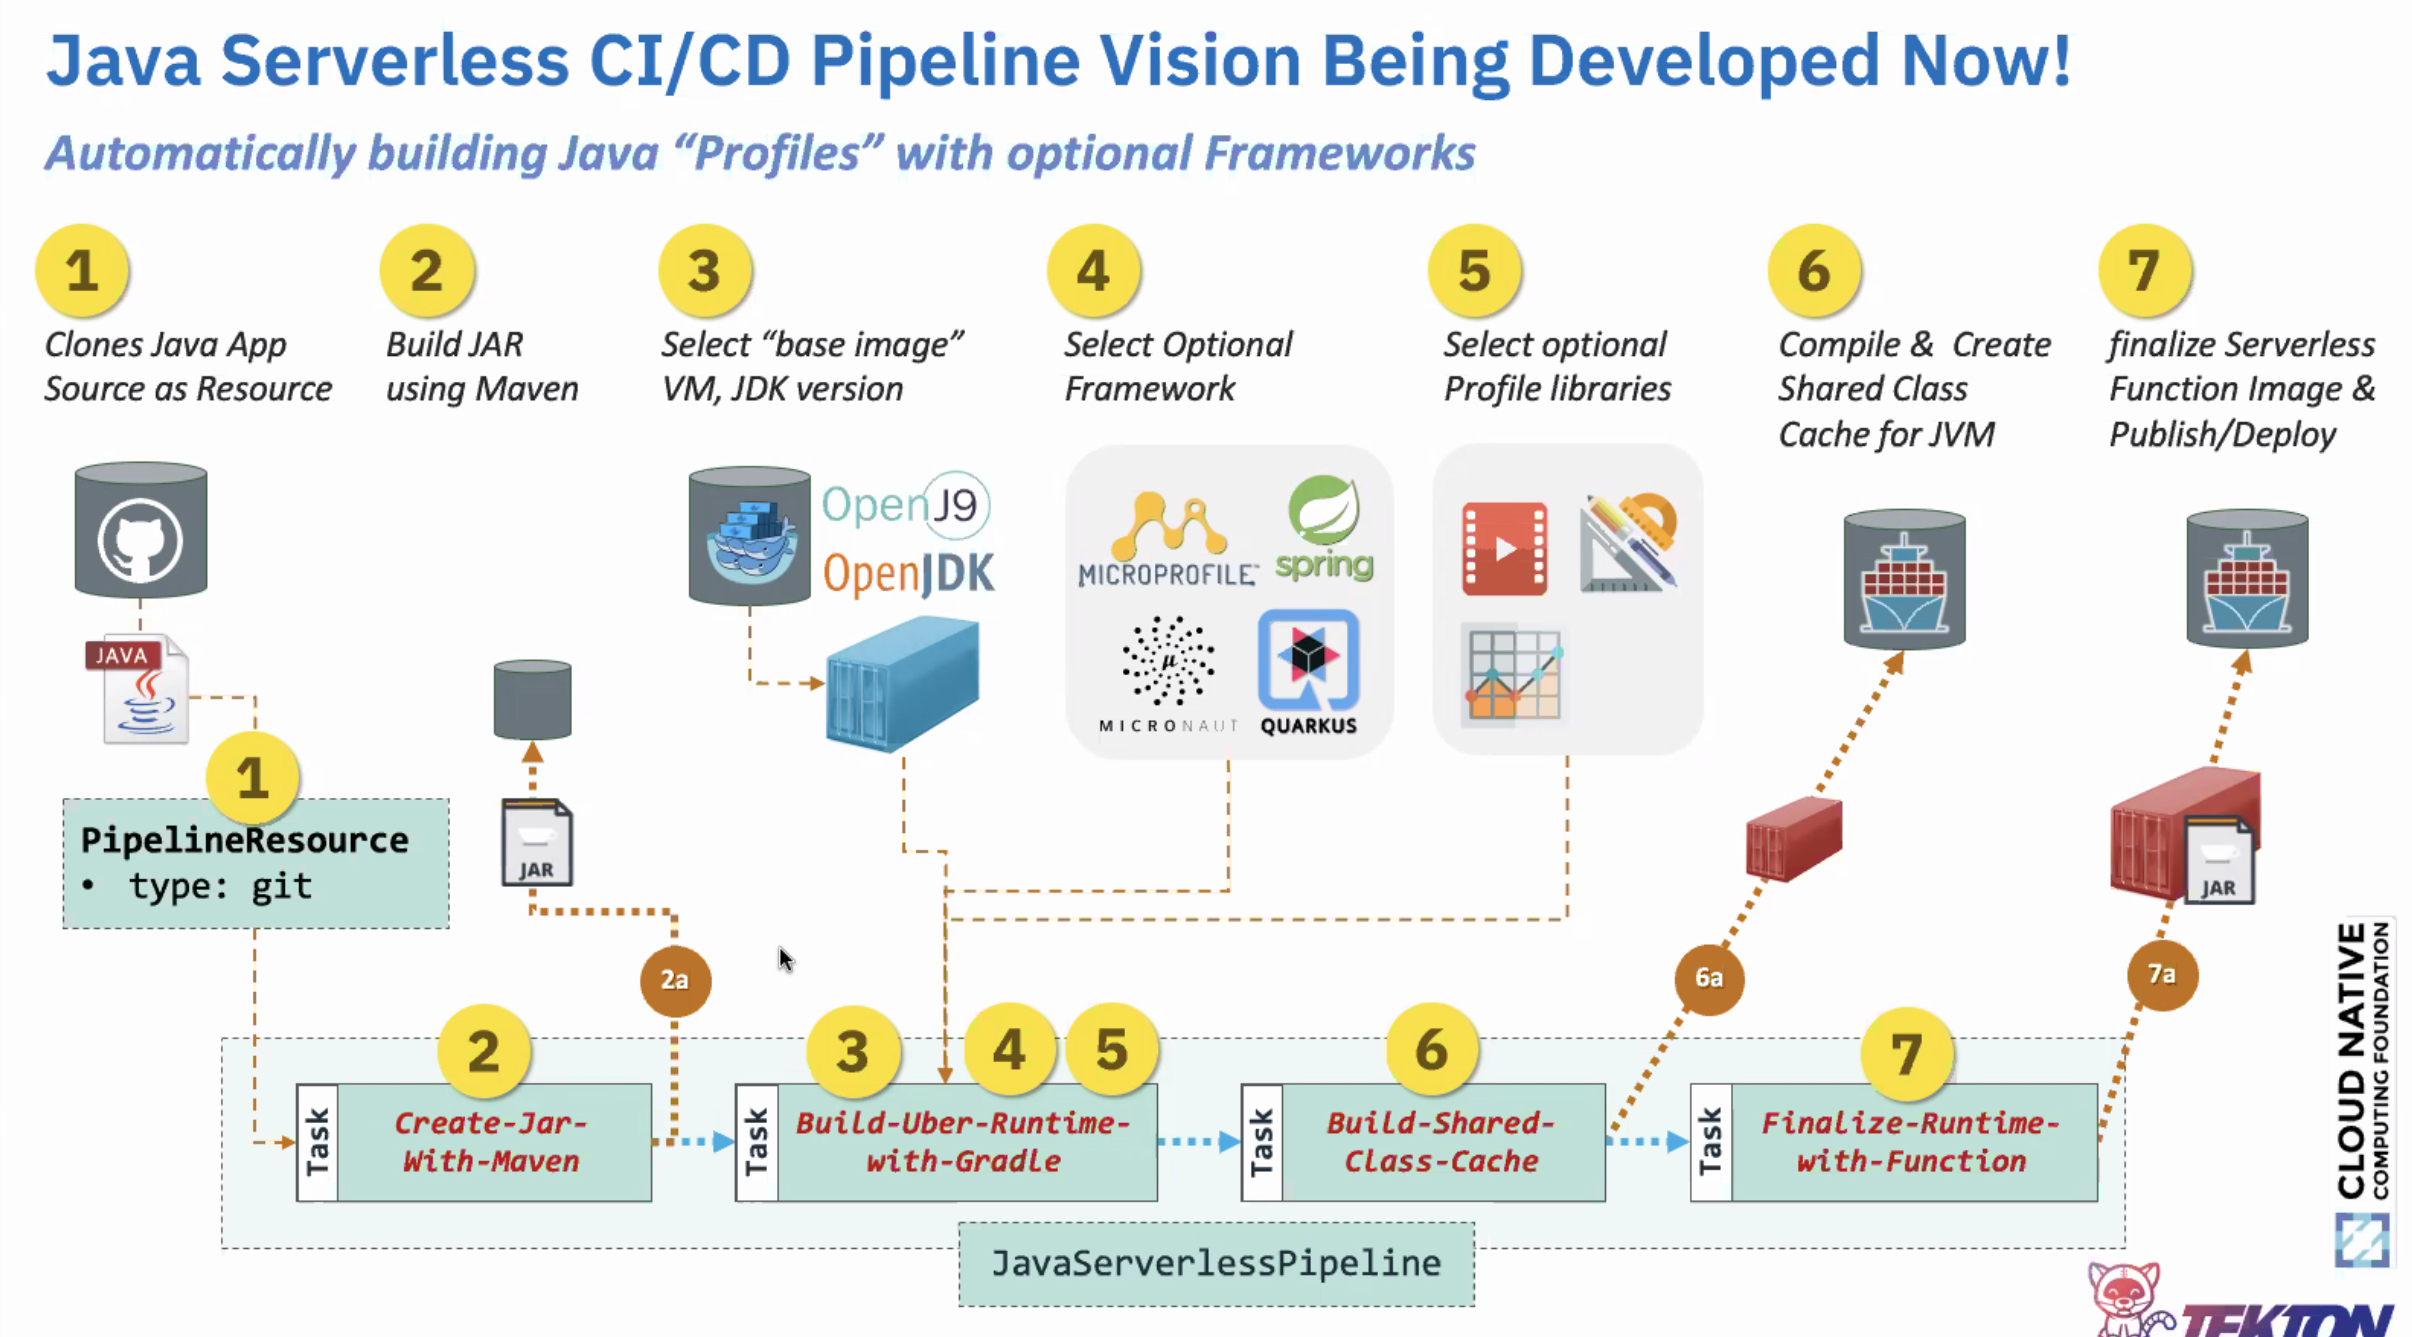 Java Serverless CI/CD Pipeline Vision Being Developed Now!
Automatically building Java “Profiles” with optional Frameworks
1
Clones Java App
Source as Resource
2
Build JAR
using Maven
3
Select “base image”
VM, JDK version
4
Select Optional
Framework
5
Select optional
Profile libraries
6
Compile & Create
Shared Class
Cache for JVM
7
finalize Serverless
Function Image &
Publish/Deploy
OpenJ9
OpenJDK
MICROPROFILE™
spring
μ
MICRONAUT
QUARKUS
JAVA
1
PipelineResource
• type: git
JAR
JAR
2a
6a
7a
2
3
4
5
6
7
Task
Create-Jar-
With-Maven
Task
Build-Uber-Runtime-
with-Gradle
Task
Build-Shared-
Class-Cache
Task
Finalize-Runtime-
with-Function
JavaServerlessPipeline
CLOUD NATIVE
COMPUTING FOUNDATION
TEKTON